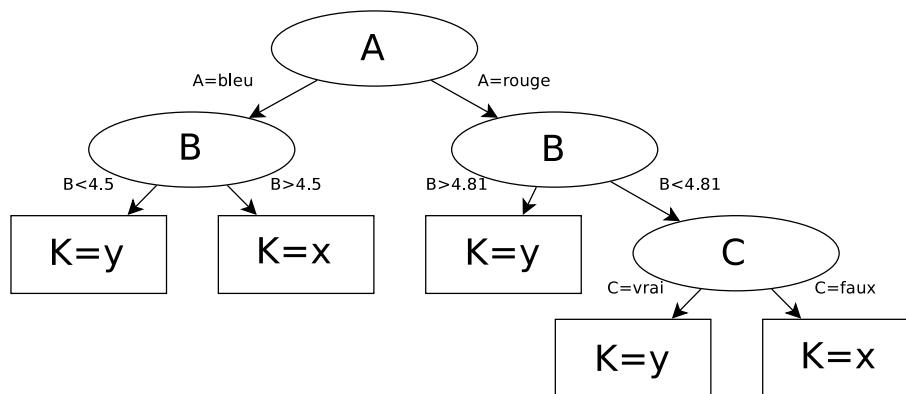 A
A=bleu
A=rouge
B
B
B<4.5
B>4.5
B>4.81
B<4.81
K=y
K=x
K=y
C
C=vrai
C=faux
K=y
K=x